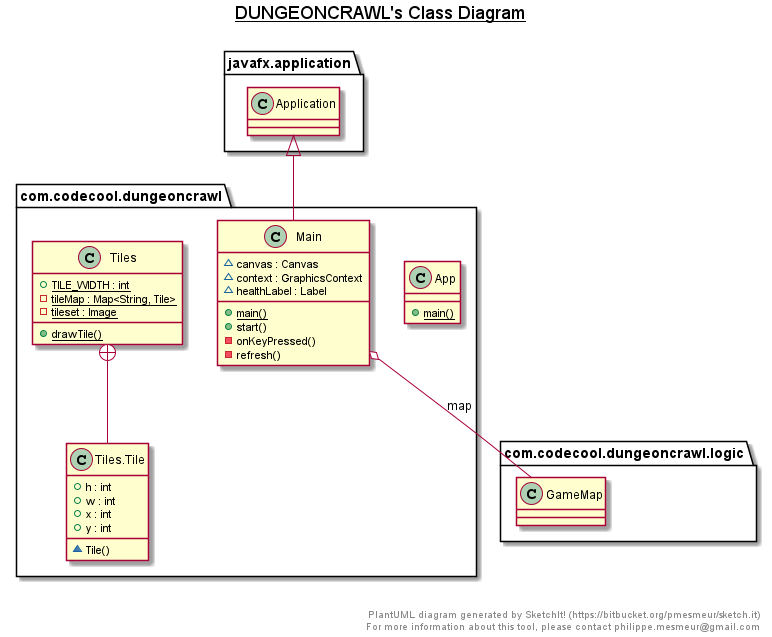 DUNGEONCRAWL's Class Diagram
javafx.application
C Application
com.codecool.dungeoncrawl
C Tiles
TILE_WIDTH : int
tileMap : Map<String, Tile>
tileset : Image
drawTile()
C Main
canvas : Canvas
context : GraphicsContext
healthLabel : Label
main()
start()
onKeyPressed()
refresh()
C App
main()
map
C Tiles.Tile
h : int
w : int
x : int
y : int
Tile()
com.codecool.dungeoncrawl.logic
C GameMap
PlantUML diagram generated by SketchIt! (https://bitbucket.org/pmesmeur/sketch.it)
For more information about this tool, please contact philippe.mesmeur@gmail.com